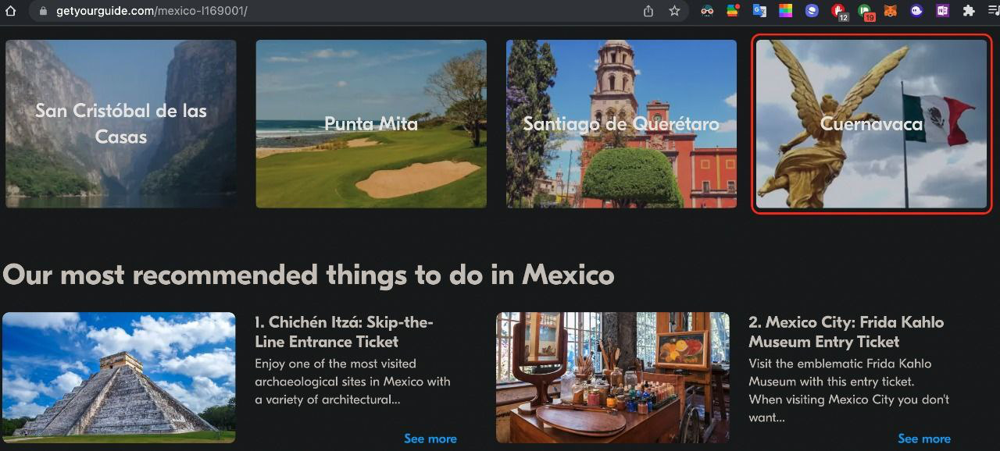 getyourguide.com/mexico-l169001/
12
19
San Cristóbal de las
Casas
Punta Mita
Santiago de Querétaro
Cuernavaca
Our most recommended things to do in Mexico
1. Chichén Itzá: Skip-the-
Line Entrance Ticket
Enjoy one of the most visited
archaeological sites in Mexico with
a variety of architectural...
See more
2. Mexico City: Frida Kahlo
Museum Entry Ticket
Visit the emblematic Frida Kahlo
Museum with this entry ticket.
When visiting Mexico City you don't
want...
See more